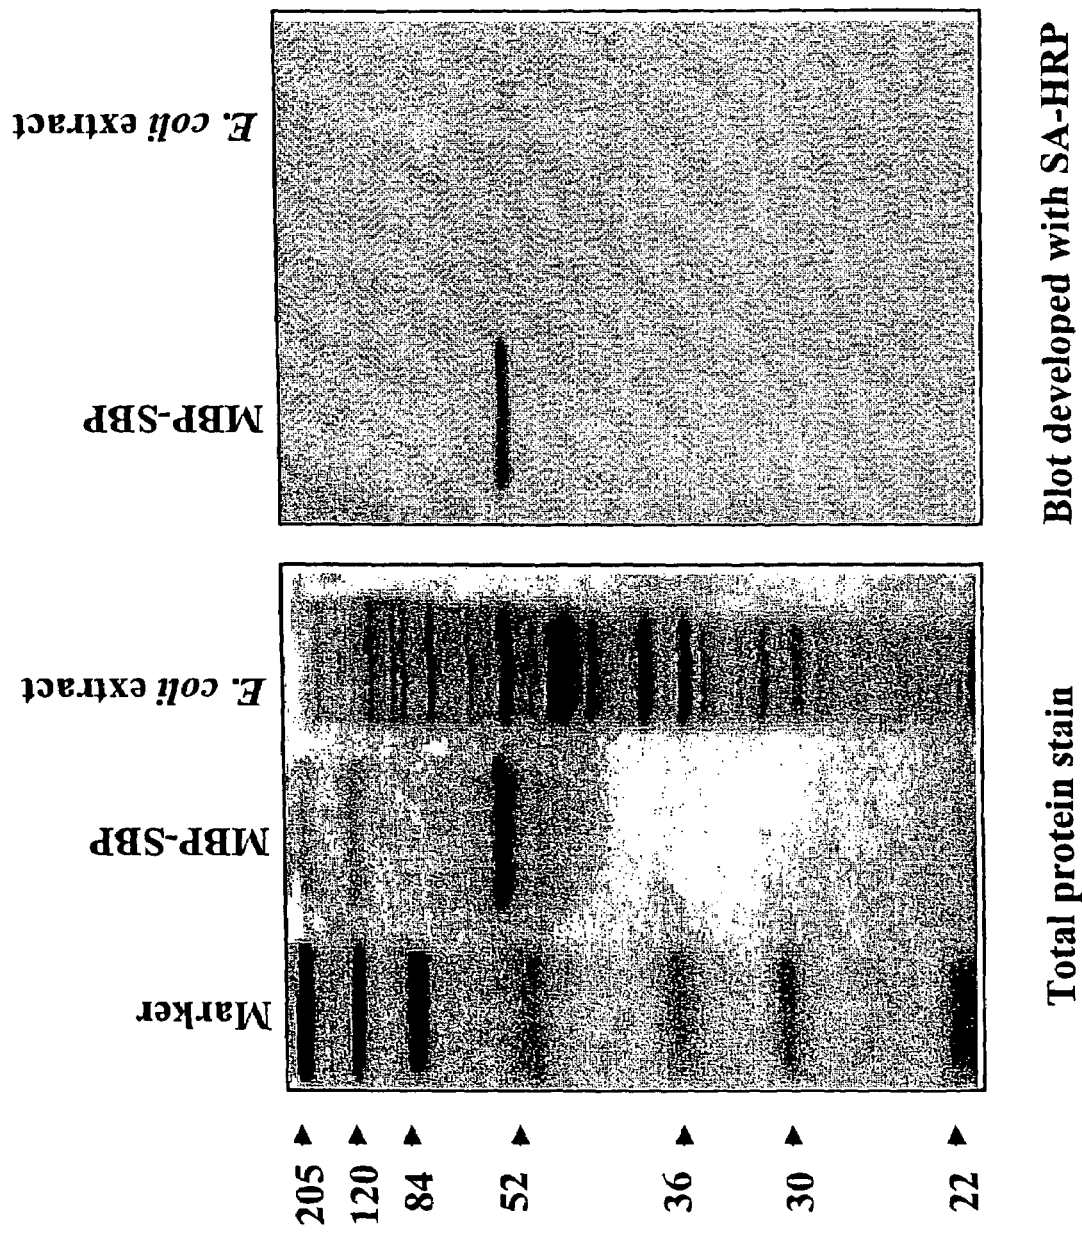 Marker
MBP-SBP
E. coli extract
MBP-SBP
E. coli extract
205
120
84
52
36
30
22
Total protein stain
Blot developed with SA-HRP